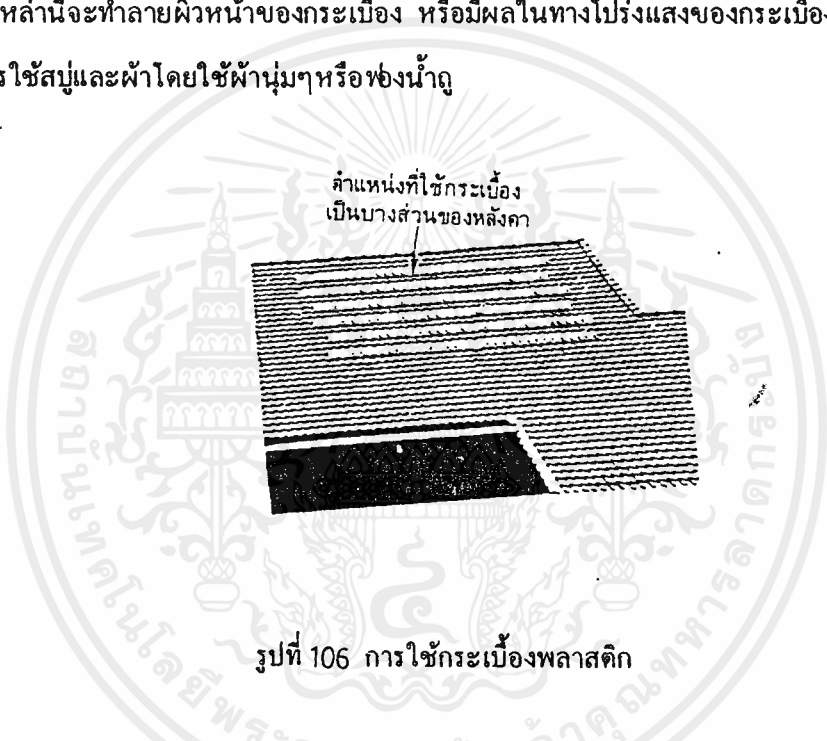 หล่านี้จะทำลายผิวหน้าของกระเบื้อง หรือมีผลในทางโปร่งแสงของกระเบื้อง
ใช้สบู่และผ้าโดยใช้ผ้านุ่มๆหรือฟองน้ำถู
ตำแหน่งที่ใช้กระเบื้อง
เป็นบางส่วนของหลังคา
รูปที่ 106 การใช้กระเบื้องพลาสติก